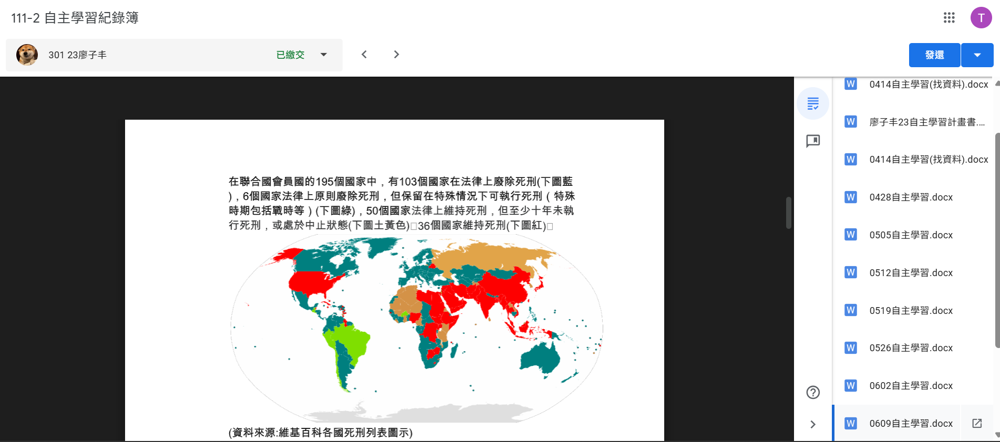 111-2 自主學習紀錄簿
T
301 23廖子丰
已繳交
發還
在聯合國會員國的195個國家中，有103個國家在法律上廢除死刑(下圖藍
)，6個國家法律上原則廢除死刑，但保留在特殊情況下可執行死刑（特殊
時期包括戰時等）(下圖綠)，50個國家法律上維持死刑，但至少十年未執
行死刑，或處於中止狀態(下圖土黃色)□36個國家維持死刑(下圖紅)□
(資料來源:維基百科各國死刑列表圖示)
W 0414自主學習(找資料).docx
W 廖子丰23自主學習計畫書....
W 0414自主學習(找資料).docx
W 0428自主學習.docx
W 0505自主學習.docx
W 0512自主學習.docx
W 0519自主學習.docx
W 0526自主學習.docx
W 0602自主學習.docx
W 0609自主學習.docx